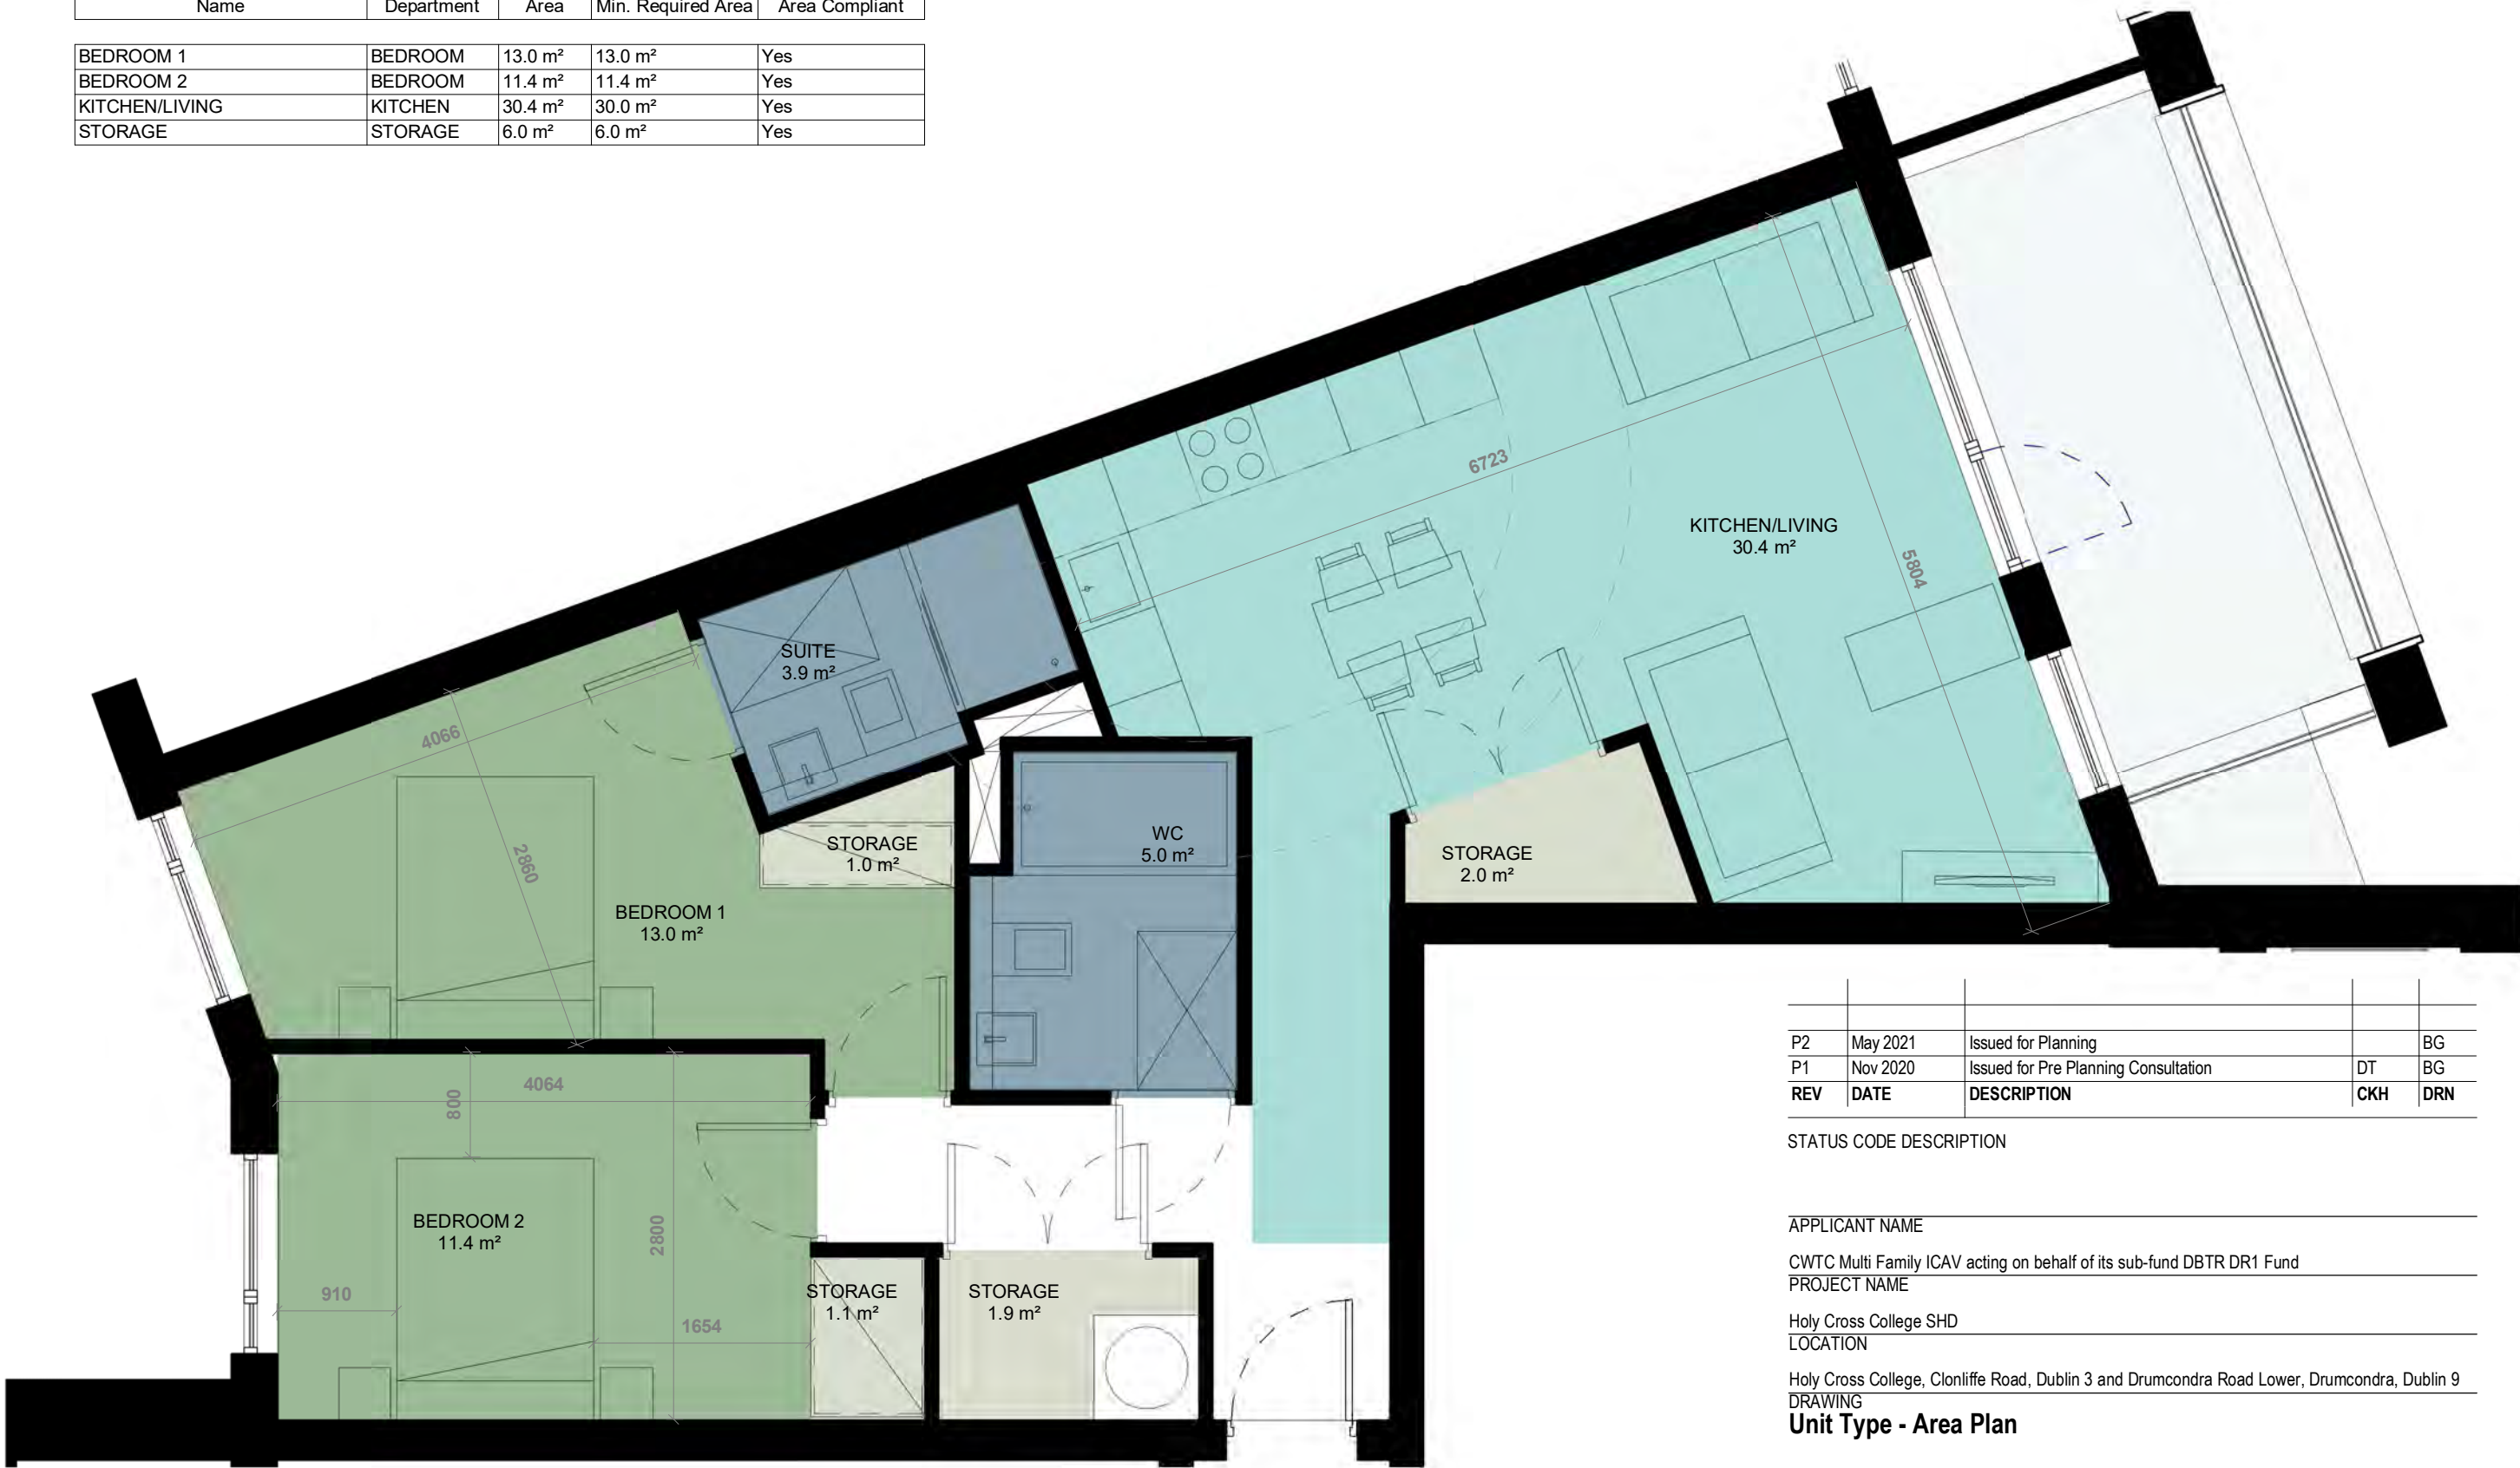 Name Department Area Min. Required Area Area Compliant
BEDROOM 1 BEDROOM 13.0 m² 13.0 m² Yes
BEDROOM 2 BEDROOM 11.4 m² 11.4 m² Yes
KITCHEN/LIVING KITCHEN 30.4 m² 30.0 m² Yes
STORAGE STORAGE 6.0 m² 6.0 m² Yes
6723
KITCHEN/LIVING
30.4 m²
5804
SUITE
3.9 m²
4066
2860
STORAGE
1.0 m²
WC
5.0 m²
STORAGE
2.0 m²
BEDROOM 1
13.0 m²
4064
800
BEDROOM 2
11.4 m²
2800
910
1654
STORAGE
1.1 m²
STORAGE
1.9 m²
P2 May 2021 Issued for Planning BG
P1 Nov 2020 Issued for Pre Planning Consultation DT BG
REV DATE DESCRIPTION CKH DRN
STATUS CODE DESCRIPTION
APPLICANT NAME
CWTC Multi Family ICAV acting on behalf of its sub-fund DBTR DR1 Fund
PROJECT NAME
Holy Cross College SHD
LOCATION
Holy Cross College, Clonliffe Road, Dublin 3 and Drumcondra Road Lower, Drumcondra, Dublin 9
DRAWING
Unit Type - Area Plan